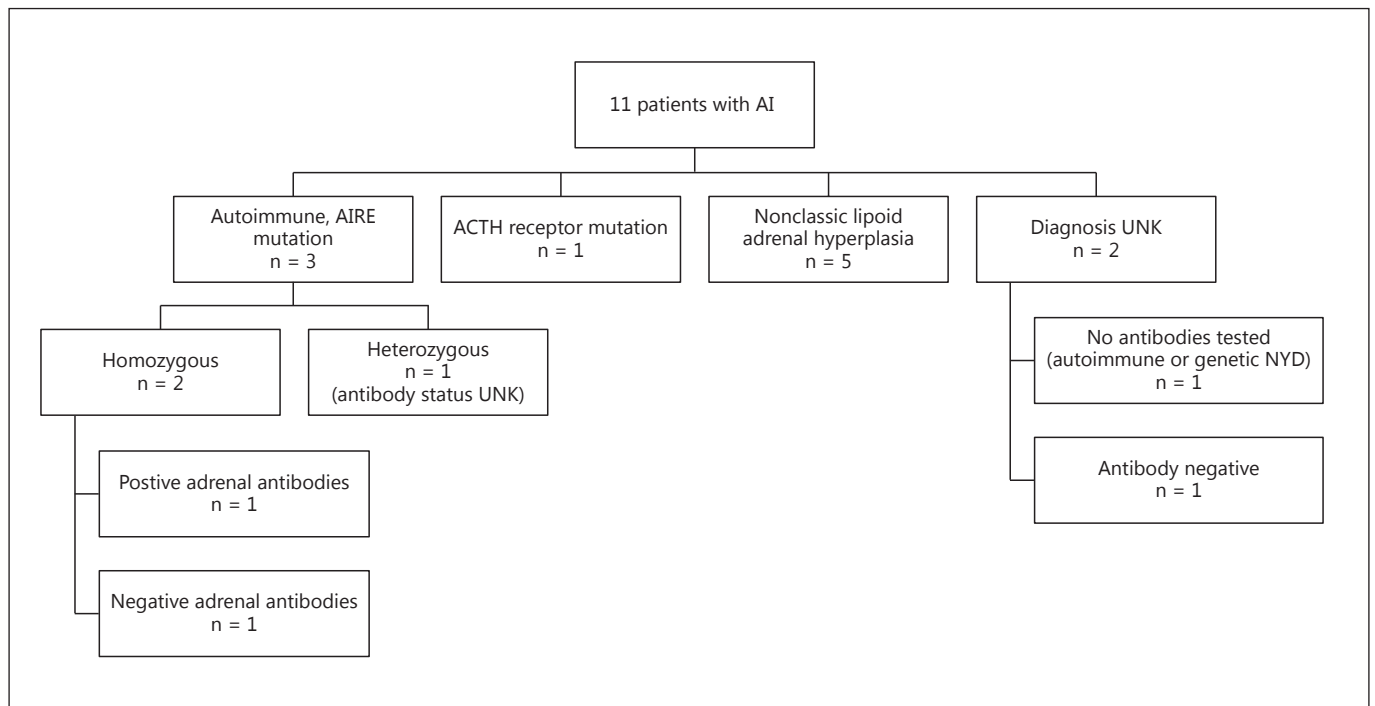 11 patients with AI
Autoimmune, AIRE
mutation
n = 3
ACTH receptor mutation
n = 1
Nonclassic lipoid
adrenal hyperplasia
n = 5
Diagnosis UNK
n = 2
Homozygous
n = 2
Heterozygous
n = 1
(antibody status UNK)
No antibodies tested
(autoimmune or genetic NYD)
n = 1
Postive adrenal antibodies
n = 1
Antibody negative
n = 1
Negative adrenal antibodies
n = 1